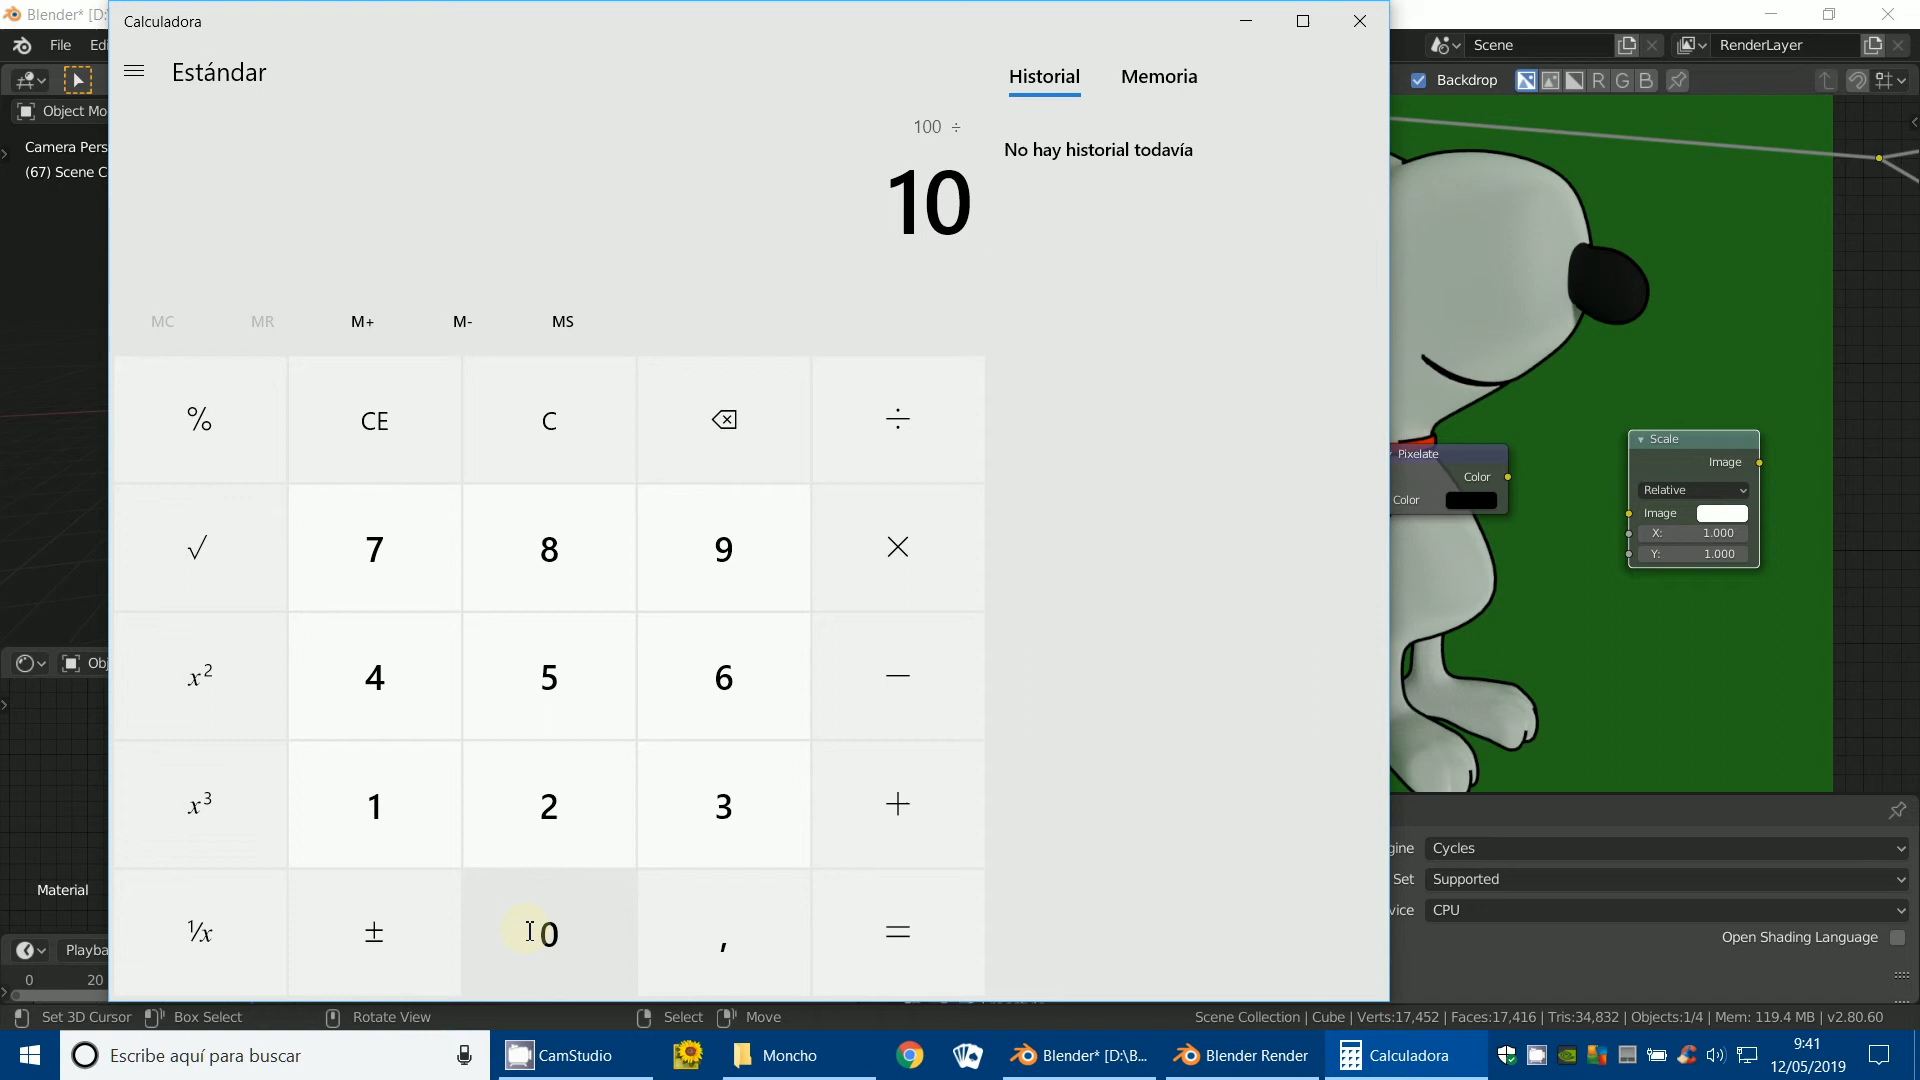 Blender* [D:
Calculadora
File Edi
Scene
RenderLayer
Estándar
Historial Memoria
Backdrop R G B
Object Mo
100 ÷
Camera Pers
(67) Scene C
No hay historial todavía
10
MC MR M+ M- MS
% CE C ÷
Scale
Image
Pixelate
Color
Relative
Color
Image
X: 1.000
Y: 1.000
√ 7 8 9 ×
x² 4 5 6 −
Obj
x³ 1 2 3 +
gine Cycles
Set Supported
vice CPU
Material
Open Shading Language
⅟x ± 0 , =
Playba
0 20
Set 3D Cursor Box Select Rotate View Select Move
Scene Collection | Cube | Verts:17,452 | Faces:17,416 | Tris:34,832 | Objects:1/4 | Mem: 119.4 MB | v2.80.60
Escribe aquí para buscar
CamStudio
Moncho
Blender* [D:\B...
Blender Render
Calculadora
9:41
12/05/2019